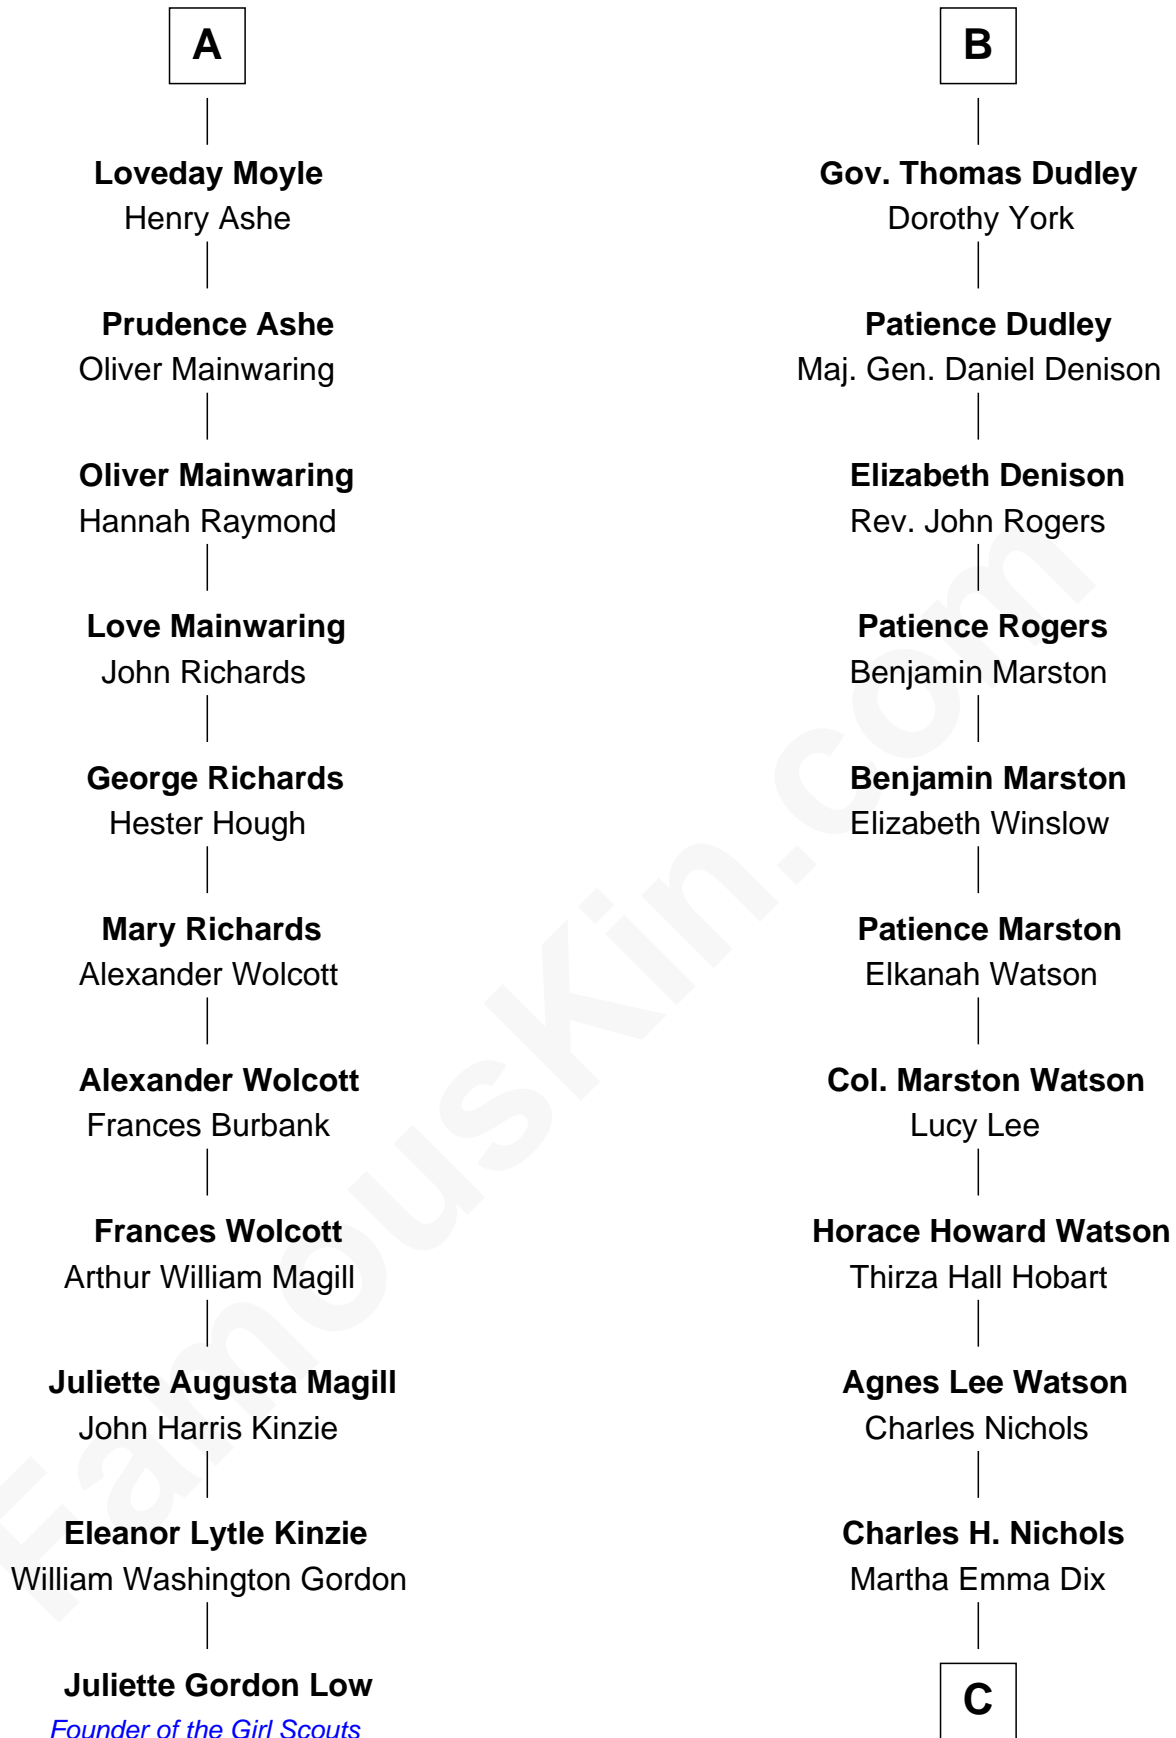 A
Loveday Moyle
Henry Ashe
Prudence Ashe
Oliver Mainwaring
Oliver Mainwaring
Hannah Raymond
Love Mainwaring
John Richards
George Richards
Hester Hough
Mary Richards
Alexander Wolcott
Alexander Wolcott
Frances Burbank
Frances Wolcott
Arthur William Magill
Juliette Augusta Magill
John Harris Kinzie
Eleanor Lytle Kinzie
William Washington Gordon
Juliette Gordon Low
Founder of the Girl Scouts
B
Gov. Thomas Dudley
Dorothy York
Patience Dudley
Maj. Gen. Daniel Denison
Elizabeth Denison
Rev. John Rogers
Patience Rogers
Benjamin Marston
Benjamin Marston
Elizabeth Winslow
Patience Marston
Elkanah Watson
Col. Marston Watson
Lucy Lee
Horace Howard Watson
Thirza Hall Hobart
Agnes Lee Watson
Charles Nichols
Charles H. Nichols
Martha Emma Dix
C
FamousKin.com